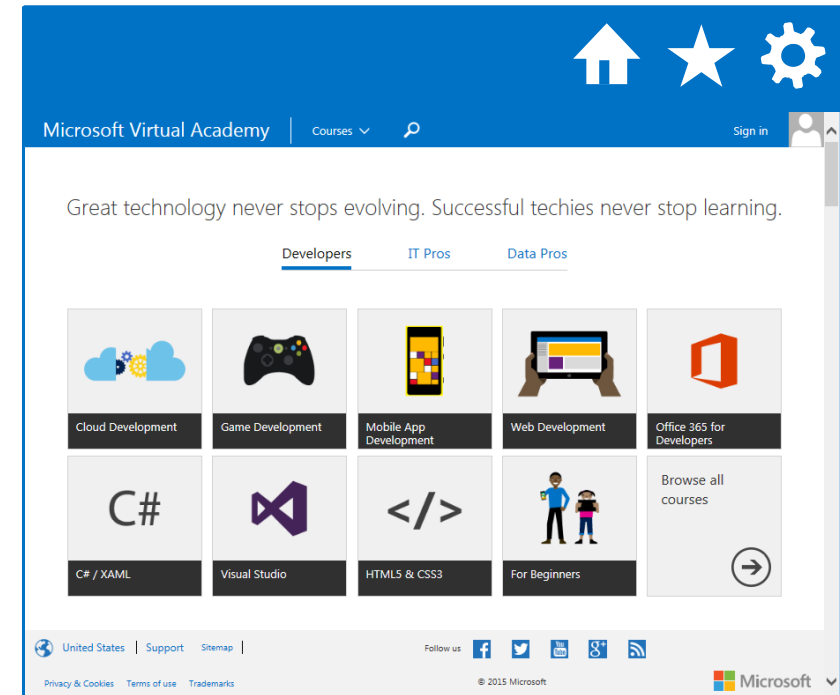 Microsoft Virtual Academy Courses Sign in
Great technology never stops evolving. Successful techies never stop learning.
Developers IT Pros Data Pros
Cloud Development
Game Development
Mobile App
Development
Web Development
Office 365 for
Developers
C#
</>
Browse all
courses
C# / XAML
Visual Studio
HTML5 & CSS3
For Beginners
United States Support Sitemap
Follow us f You Tube g+
Privacy & Cookies Terms of use Trademarks
© 2015 Microsoft
Microsoft